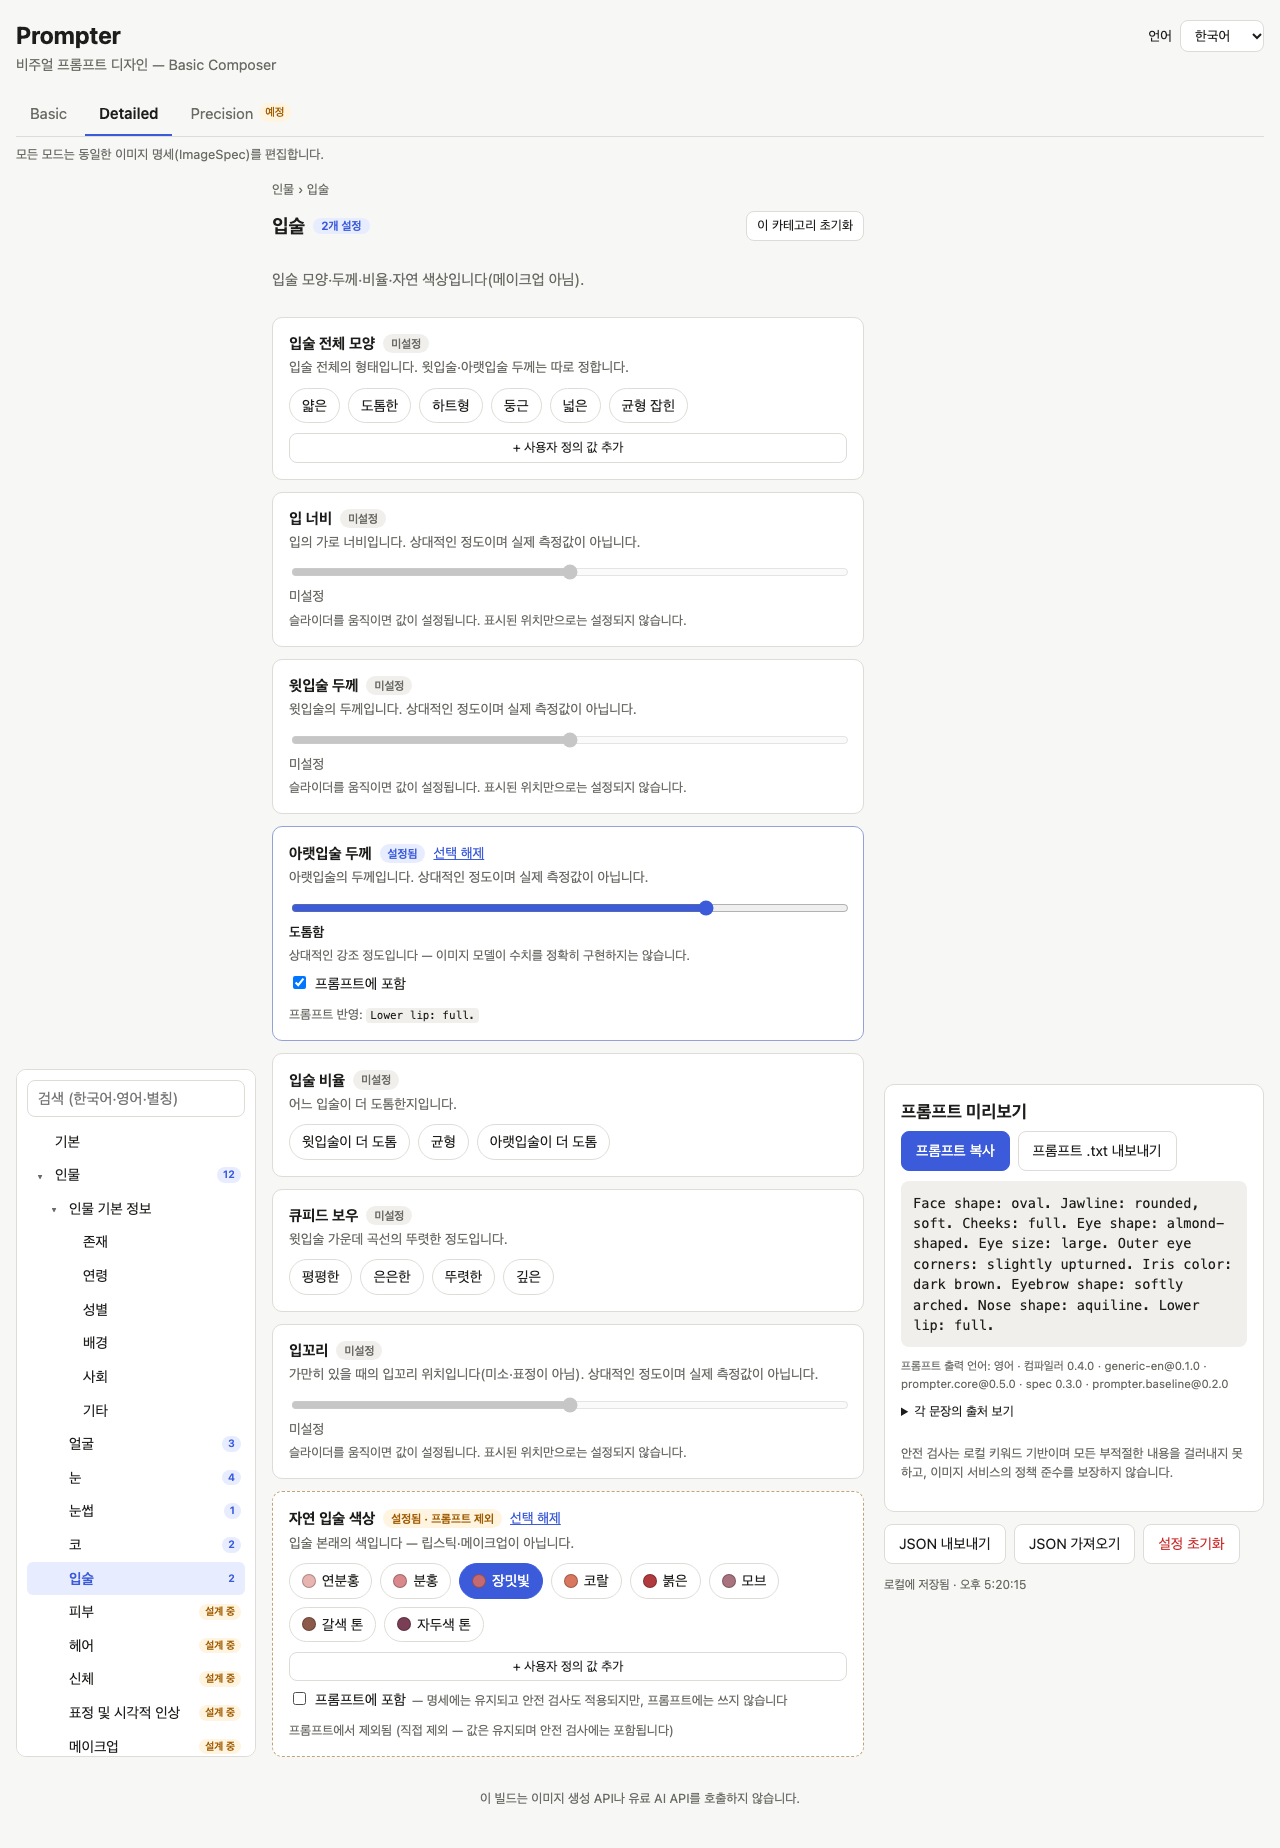 Prompter
비주얼 프롬프트 디자인 — Basic Composer
언어 한국어
Basic Detailed Precision 예정
모든 모드는 동일한 이미지 명세(ImageSpec)를 편집합니다.
인물 › 입술
입술 2개 설정
이 카테고리 초기화
입술 모양·두께·비율·자연 색상입니다(메이크업 아님).
입술 전체 모양 미설정
입술 전체의 형태입니다. 윗입술·아랫입술 두께는 따로 정합니다.
얇은 도톰한 하트형 둥근 넓은 균형 잡힌
+ 사용자 정의 값 추가
입 너비 미설정
입의 가로 너비입니다. 상대적인 정도이며 실제 측정값이 아닙니다.
미설정
슬라이더를 움직이면 값이 설정됩니다. 표시된 위치만으로는 설정되지 않습니다.
윗입술 두께 미설정
윗입술의 두께입니다. 상대적인 정도이며 실제 측정값이 아닙니다.
미설정
슬라이더를 움직이면 값이 설정됩니다. 표시된 위치만으로는 설정되지 않습니다.
아랫입술 두께 설정됨 선택 해제
아랫입술의 두께입니다. 상대적인 정도이며 실제 측정값이 아닙니다.
도톰함
상대적인 강조 정도입니다 — 이미지 모델이 수치를 정확히 구현하지는 않습니다.
프롬프트에 포함
프롬프트 반영: Lower lip: full.
입술 비율 미설정
어느 입술이 더 도톰한지입니다.
윗입술이 더 도톰 균형 아랫입술이 더 도톰
큐피드 보우 미설정
윗입술 가운데 곡선의 뚜렷한 정도입니다.
평평한 은은한 뚜렷한 깊은
입꼬리 미설정
가만히 있을 때의 입꼬리 위치입니다(미소·표정이 아님). 상대적인 정도이며 실제 측정값이 아닙니다.
미설정
슬라이더를 움직이면 값이 설정됩니다. 표시된 위치만으로는 설정되지 않습니다.
자연 입술 색상 설정됨 · 프롬프트 제외 선택 해제
입술 본래의 색입니다 — 립스틱·메이크업이 아닙니다.
연분홍 분홍 장밋빛 코랄 붉은 모브
갈색 톤 자두색 톤
+ 사용자 정의 값 추가
프롬프트에 포함 — 명세에는 유지되고 안전 검사도 적용되지만, 프롬프트에는 쓰지 않습니다
프롬프트에서 제외됨 (직접 제외 — 값은 유지되며 안전 검사에는 포함됩니다)
검색 (한국어·영어·별칭)
기본
▾ 인물 12
▾ 인물 기본 정보
존재
연령
성별
배경
사회
기타
얼굴 3
눈 4
눈썹 1
코 2
입술 2
피부 설계 중
헤어 설계 중
신체 설계 중
표정 및 시각적 인상 설계 중
메이크업 설계 중
프롬프트 미리보기
프롬프트 복사 프롬프트 .txt 내보내기
Face shape: oval. Jawline: rounded,
soft. Cheeks: full. Eye shape: almond-
shaped. Eye size: large. Outer eye
corners: slightly upturned. Iris color:
dark brown. Eyebrow shape: softly
arched. Nose shape: aquiline. Lower
lip: full.
프롬프트 출력 언어: 영어 · 컴파일러 0.4.0 · generic-en@0.1.0 ·
prompter.core@0.5.0 · spec 0.3.0 · prompter.baseline@0.2.0
▶ 각 문장의 출처 보기
안전 검사는 로컬 키워드 기반이며 모든 부적절한 내용을 걸러내지 못
하고, 이미지 서비스의 정책 준수를 보장하지 않습니다.
JSON 내보내기 JSON 가져오기 설정 초기화
로컬에 저장됨 · 오후 5:20:15
이 빌드는 이미지 생성 API나 유료 AI API를 호출하지 않습니다.